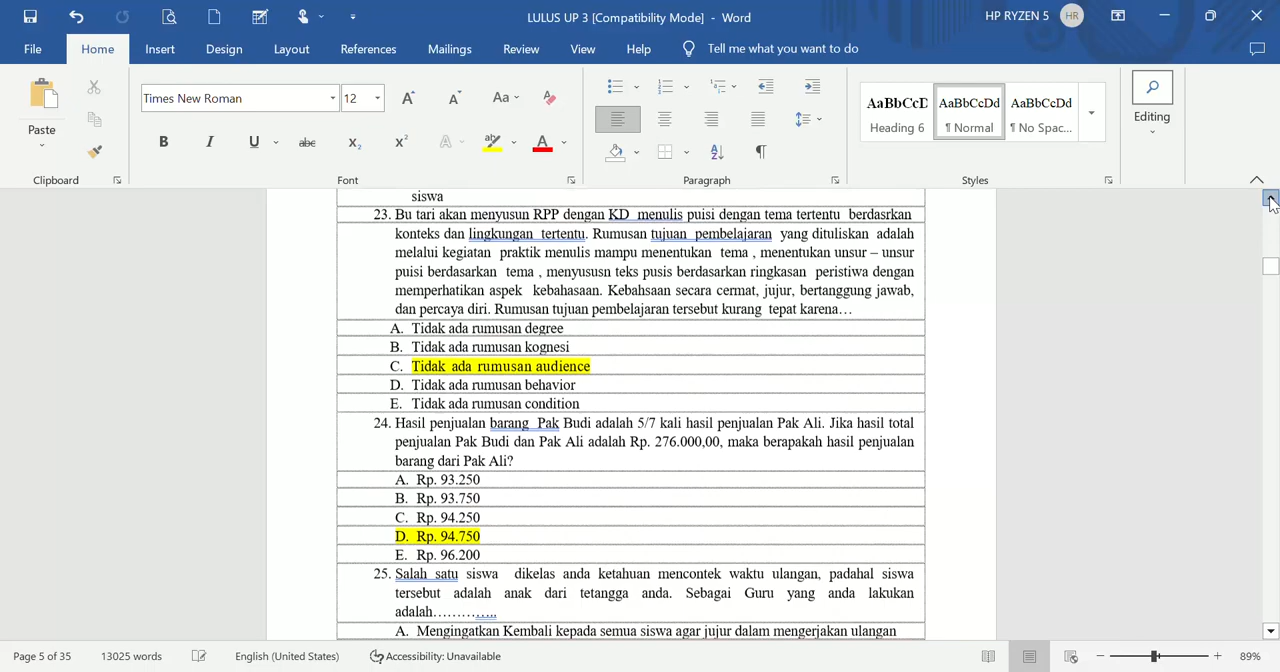 LULUS UP 3 [Compatibility Mode] - Word
HP RYZEN 5
HR
File
Home
Insert
Design
Layout
References
Mailings
Review
View
Help
Tell me what you want to do
Paste
Clipboard
Times New Roman
12
Aa
B
I
U
abc
X₂
X²
A
A
Font
Paragraph
AaBbCcD
Heading 6
AaBbCcDd
¶ Normal
AaBbCcDd
¶ No Spac...
Styles
Editing
siswa
23. Bu tari akan menyusun RPP dengan KD menulis puisi dengan tema tertentu berdasrkan
konteks dan lingkungan tertentu. Rumusan tujuan pembelajaran yang dituliskan adalah
melalui kegiatan praktik menulis mampu menentukan tema , menentukan unsur – unsur
puisi berdasarkan tema , menyususn teks pusis berdasarkan ringkasan peristiwa dengan
memperhatikan aspek kebahasaan. Kebahsaan secara cermat, jujur, bertanggung jawab,
dan percaya diri. Rumusan tujuan pembelajaran tersebut kurang tepat karena…
A. Tidak ada rumusan degree
B. Tidak ada rumusan kognesi
C. Tidak ada rumusan audience
D. Tidak ada rumusan behavior
E. Tidak ada rumusan condition
24. Hasil penjualan barang Pak Budi adalah 5/7 kali hasil penjualan Pak Ali. Jika hasil total
penjualan Pak Budi dan Pak Ali adalah Rp. 276.000,00, maka berapakah hasil penjualan
barang dari Pak Ali?
A. Rp. 93.250
B. Rp. 93.750
C. Rp. 94.250
D. Rp. 94.750
E. Rp. 96.200
25. Salah satu siswa dikelas anda ketahuan mencontek waktu ulangan, padahal siswa
tersebut adalah anak dari tetangga anda. Sebagai Guru yang anda lakukan
adalah…………..
A. Mengingatkan Kembali kepada semua siswa agar jujur dalam mengerjakan ulangan
Page 5 of 35
13025 words
English (United States)
Accessibility: Unavailable
89%